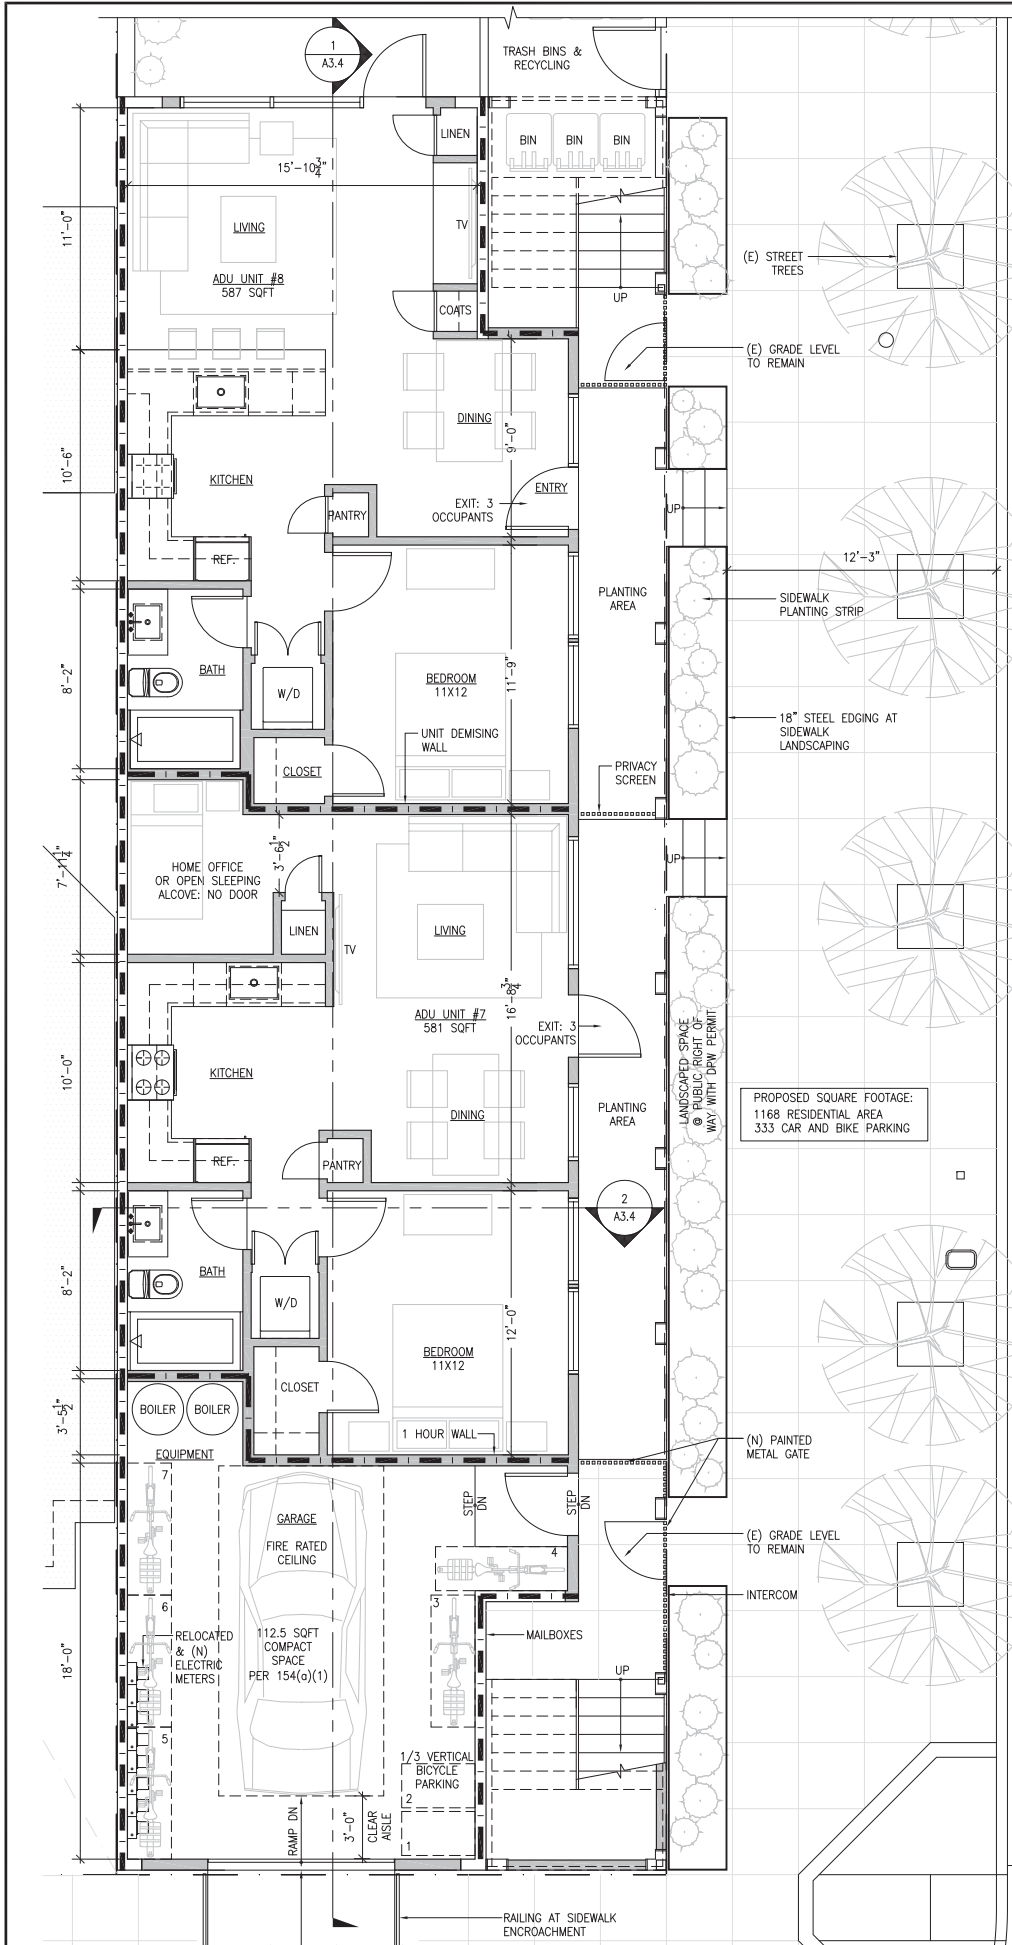 1
A3.4
TRASH BINS &
RECYCLING
LINEN
BIN
BIN
BIN
15'-10 3/4"
11'-0"
LIVING
TV
ADU UNIT #8
587 SQFT
COATS
UP
(E) STREET
TREES
(E) GRADE LEVEL
TO REMAIN
DINING
9'-0"
10'-6"
KITCHEN
ENTRY
EXIT: 3
OCCUPANTS
PANTRY
UP
REF.
12'-3"
PLANTING
AREA
SIDEWALK
PLANTING STRIP
8'-2"
BATH
W/D
BEDROOM
11X12
11'-9"
18" STEEL EDGING AT
SIDEWALK
LANDSCAPING
UNIT DEMISING
WALL
CLOSET
PRIVACY
SCREEN
7'-11 1/4"
3'-6 1/2"
HOME OFFICE
OR OPEN SLEEPING
ALCOVE: NO DOOR
UP
LINEN
TV
LIVING
16'-8 3/4"
ADU UNIT #7
581 SQFT
EXIT: 3
OCCUPANTS
LANDSCAPED SPACE
@ PUBLIC RIGHT OF
WAY WITH DPW PERMIT
10'-0"
KITCHEN
DINING
PLANTING
AREA
PROPOSED SQUARE FOOTAGE:
1168 RESIDENTIAL AREA
333 CAR AND BIKE PARKING
REF.
PANTRY
2
A3.4
8'-2"
BATH
W/D
12'-0"
BEDROOM
11X12
CLOSET
3'-5 1/2"
BOILER
BOILER
1 HOUR WALL
(N) PAINTED
METAL GATE
EQUIPMENT
7
STEP
DN
STEP
DN
GARAGE
FIRE RATED
CEILING
4
(E) GRADE LEVEL
TO REMAIN
INTERCOM
6
3
18'-0"
RELOCATED
& (N)
ELECTRIC
METERS
112.5 SQFT
COMPACT
SPACE
PER 154(a)(1)
MAILBOXES
UP
5
1/3 VERTICAL
BICYCLE
PARKING
2
1
RAMP DN
3'-0"
CLEAR
AISLE
RAILING AT SIDEWALK
ENCROACHMENT